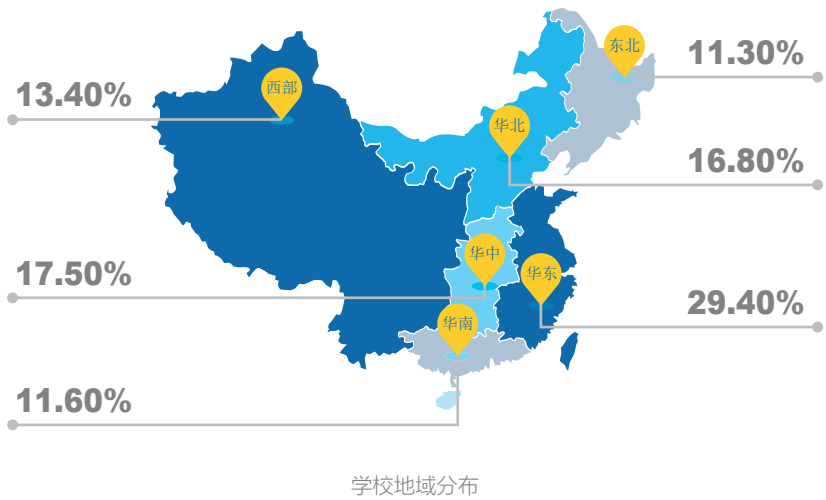 东北
11.30%
西部
13.40%
华北
16.80%
华中
17.50%
华东
29.40%
华南
11.60%
学校地域分布